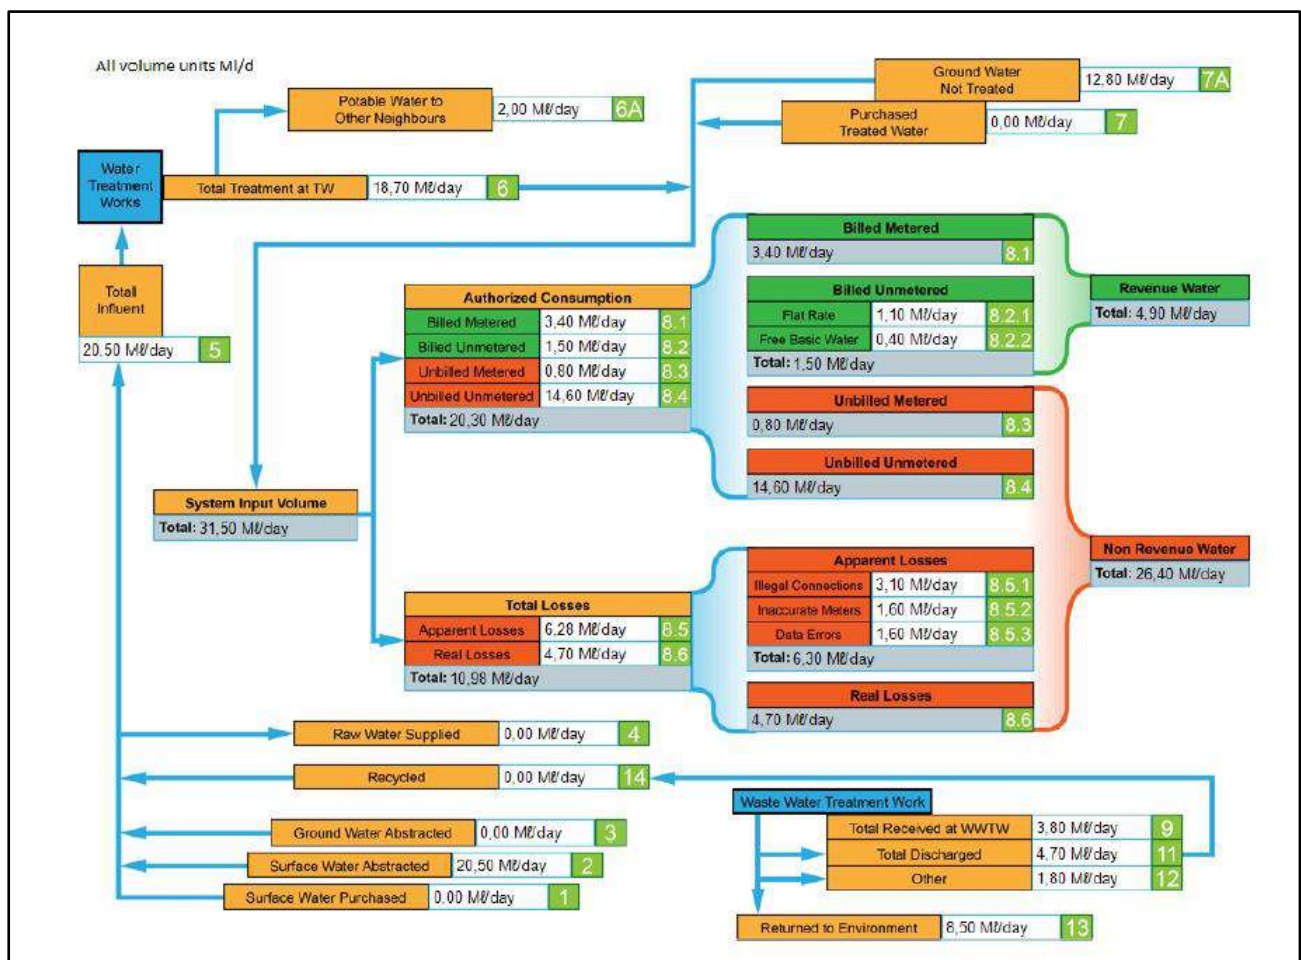 All volume units Ml/d
Ground Water
Not Treated
12,80 Mℓ/day
7A
Potable Water to
Other Neighbours
2,00 Mℓ/day
6A
Purchased
Treated Water
0,00 Mℓ/day
7
Water
Treatment
Works
Total Treatment at TW
18,70 Mℓ/day
6
Total
Influent
20,50 Mℓ/day
5
Authorized Consumption
Billed Metered
3,40 Mℓ/day
8.1
Billed Unmetered
1,50 Mℓ/day
8.2
Unbilled Metered
0,80 Mℓ/day
8.3
Unbilled Unmetered
14,60 Mℓ/day
8.4
Total: 20,30 Mℓ/day
Billed Metered
3,40 Mℓ/day
8.1
Billed Unmetered
Flat Rate
1,10 Mℓ/day
8.2.1
Free Basic Water
0,40 Mℓ/day
8.2.2
Total: 1,50 Mℓ/day
Revenue Water
Total: 4,90 Mℓ/day
Unbilled Metered
0,80 Mℓ/day
8.3
Unbilled Unmetered
14,60 Mℓ/day
8.4
System Input Volume
Total: 31,50 Mℓ/day
Non Revenue Water
Total: 26,40 Mℓ/day
Total Losses
Apparent Losses
6,28 Mℓ/day
8.5
Real Losses
4,70 Mℓ/day
8.6
Total: 10,98 Mℓ/day
Apparent Losses
Illegal Connections
3,10 Mℓ/day
8.5.1
Inaccurate Meters
1,60 Mℓ/day
8.5.2
Data Errors
1,60 Mℓ/day
8.5.3
Total: 6,30 Mℓ/day
Real Losses
4,70 Mℓ/day
8.6
Raw Water Supplied
0,00 Mℓ/day
4
Recycled
0,00 Mℓ/day
14
Ground Water Abstracted
0,00 Mℓ/day
3
Surface Water Abstracted
20,50 Mℓ/day
2
Surface Water Purchased
0,00 Mℓ/day
1
Waste Water Treatment Work
Total Received at WWTW
3,80 Mℓ/day
9
Total Discharged
4,70 Mℓ/day
11
Other
1,80 Mℓ/day
12
Returned to Environment
8,50 Mℓ/day
13